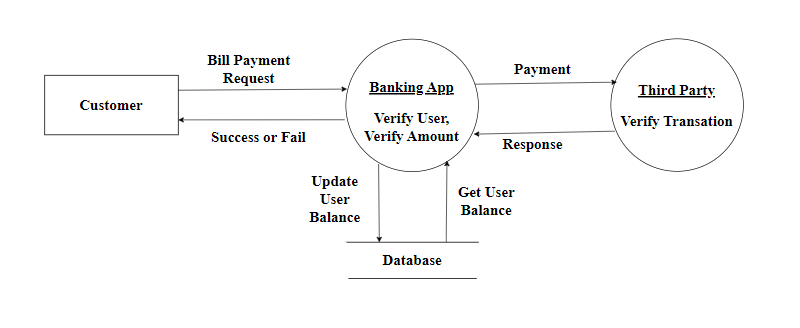 Bill Payment
Request
Customer
Success or Fail
Banking App
Verify User,
Verify Amount
Payment
Response
Third Party
Verify Transation
Update
User
Balance
Get User
Balance
Database